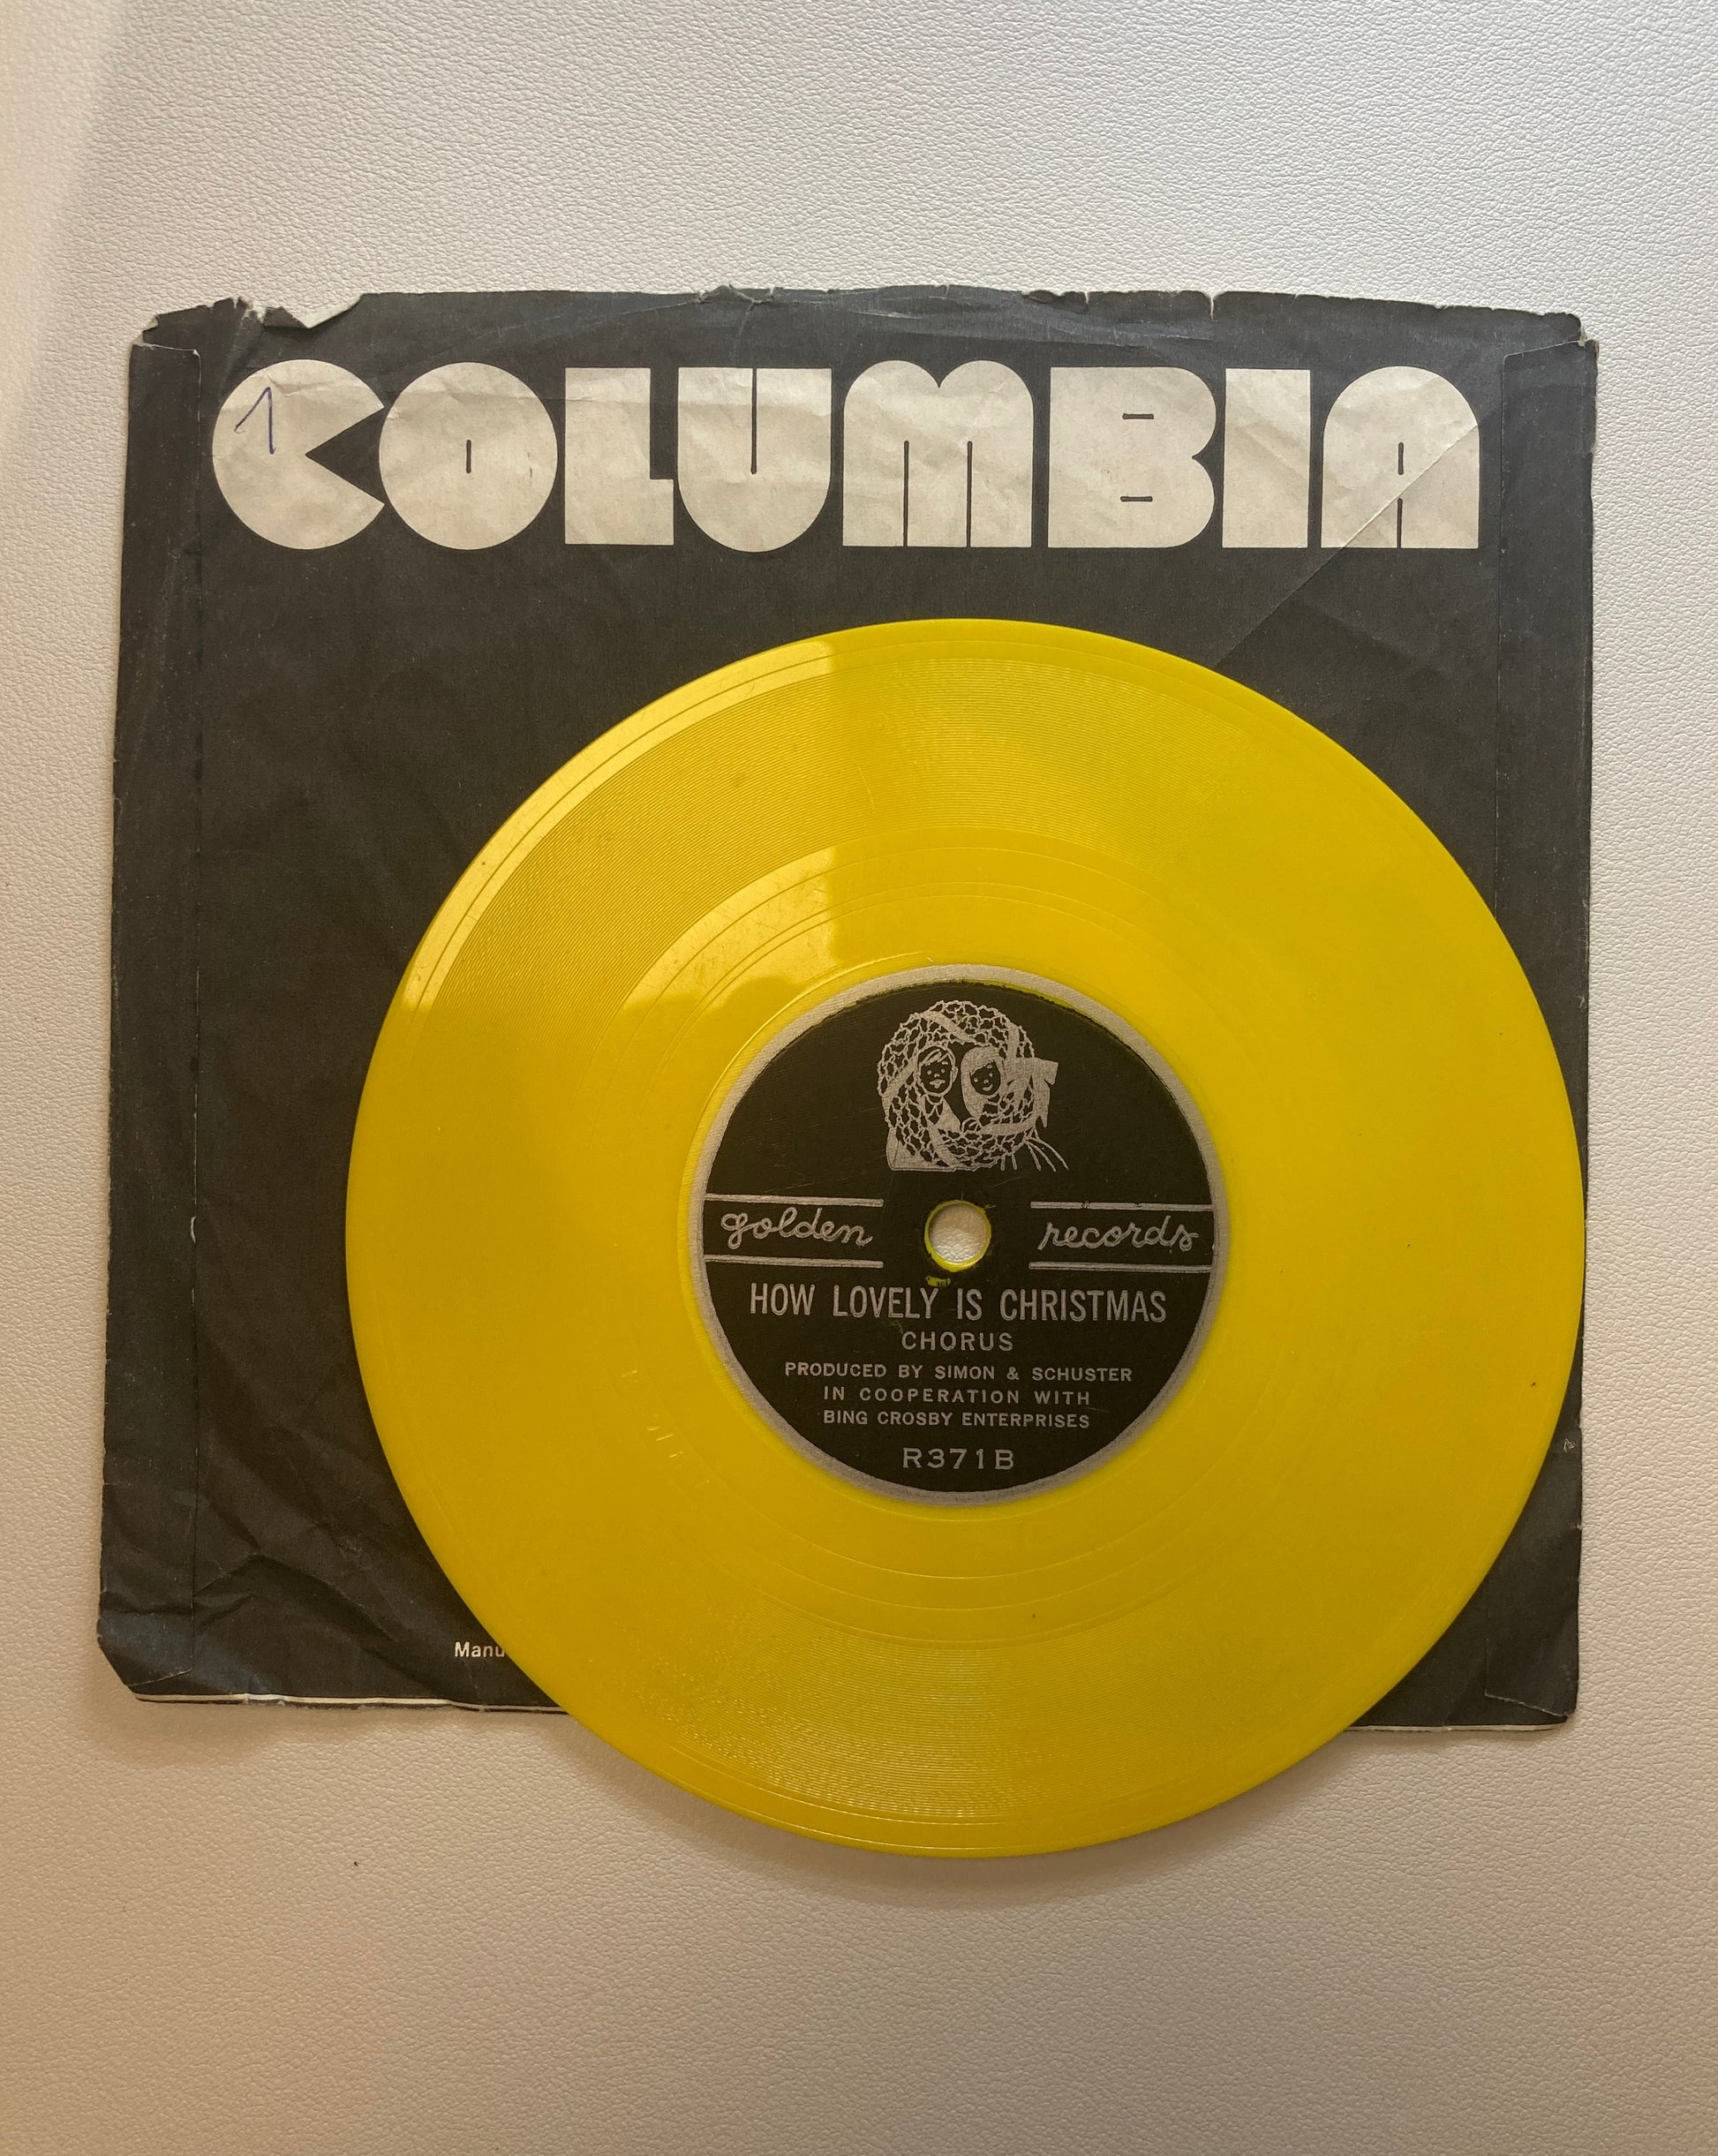 COLUMBIA
1
golden records
HOW LOVELY IS CHRISTMAS
CHORUS
PRODUCED BY SIMON & SCHUSTER
IN COOPERATION WITH
BING CROSBY ENTERPRISES
R371B
Manu